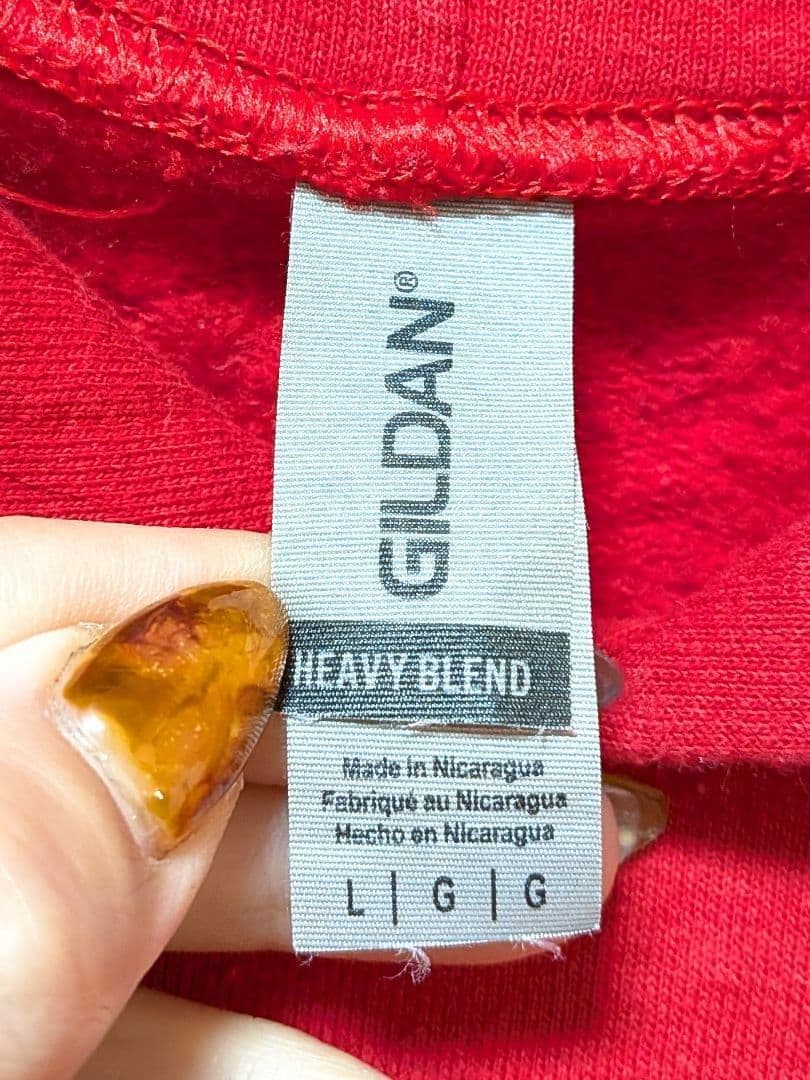 GILDAN®
HEAVY BLEND
Made in Nicaragua
Fabriqué au Nicaragua
Hecho en Nicaragua
L | G | G